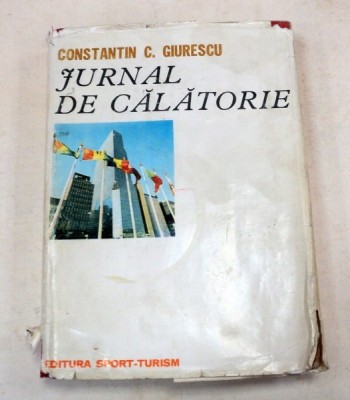 CONSTANTIN C. GIURESCU
JURNAL
DE CĂLĂTORIE
EDITURA SPORT-TURISM